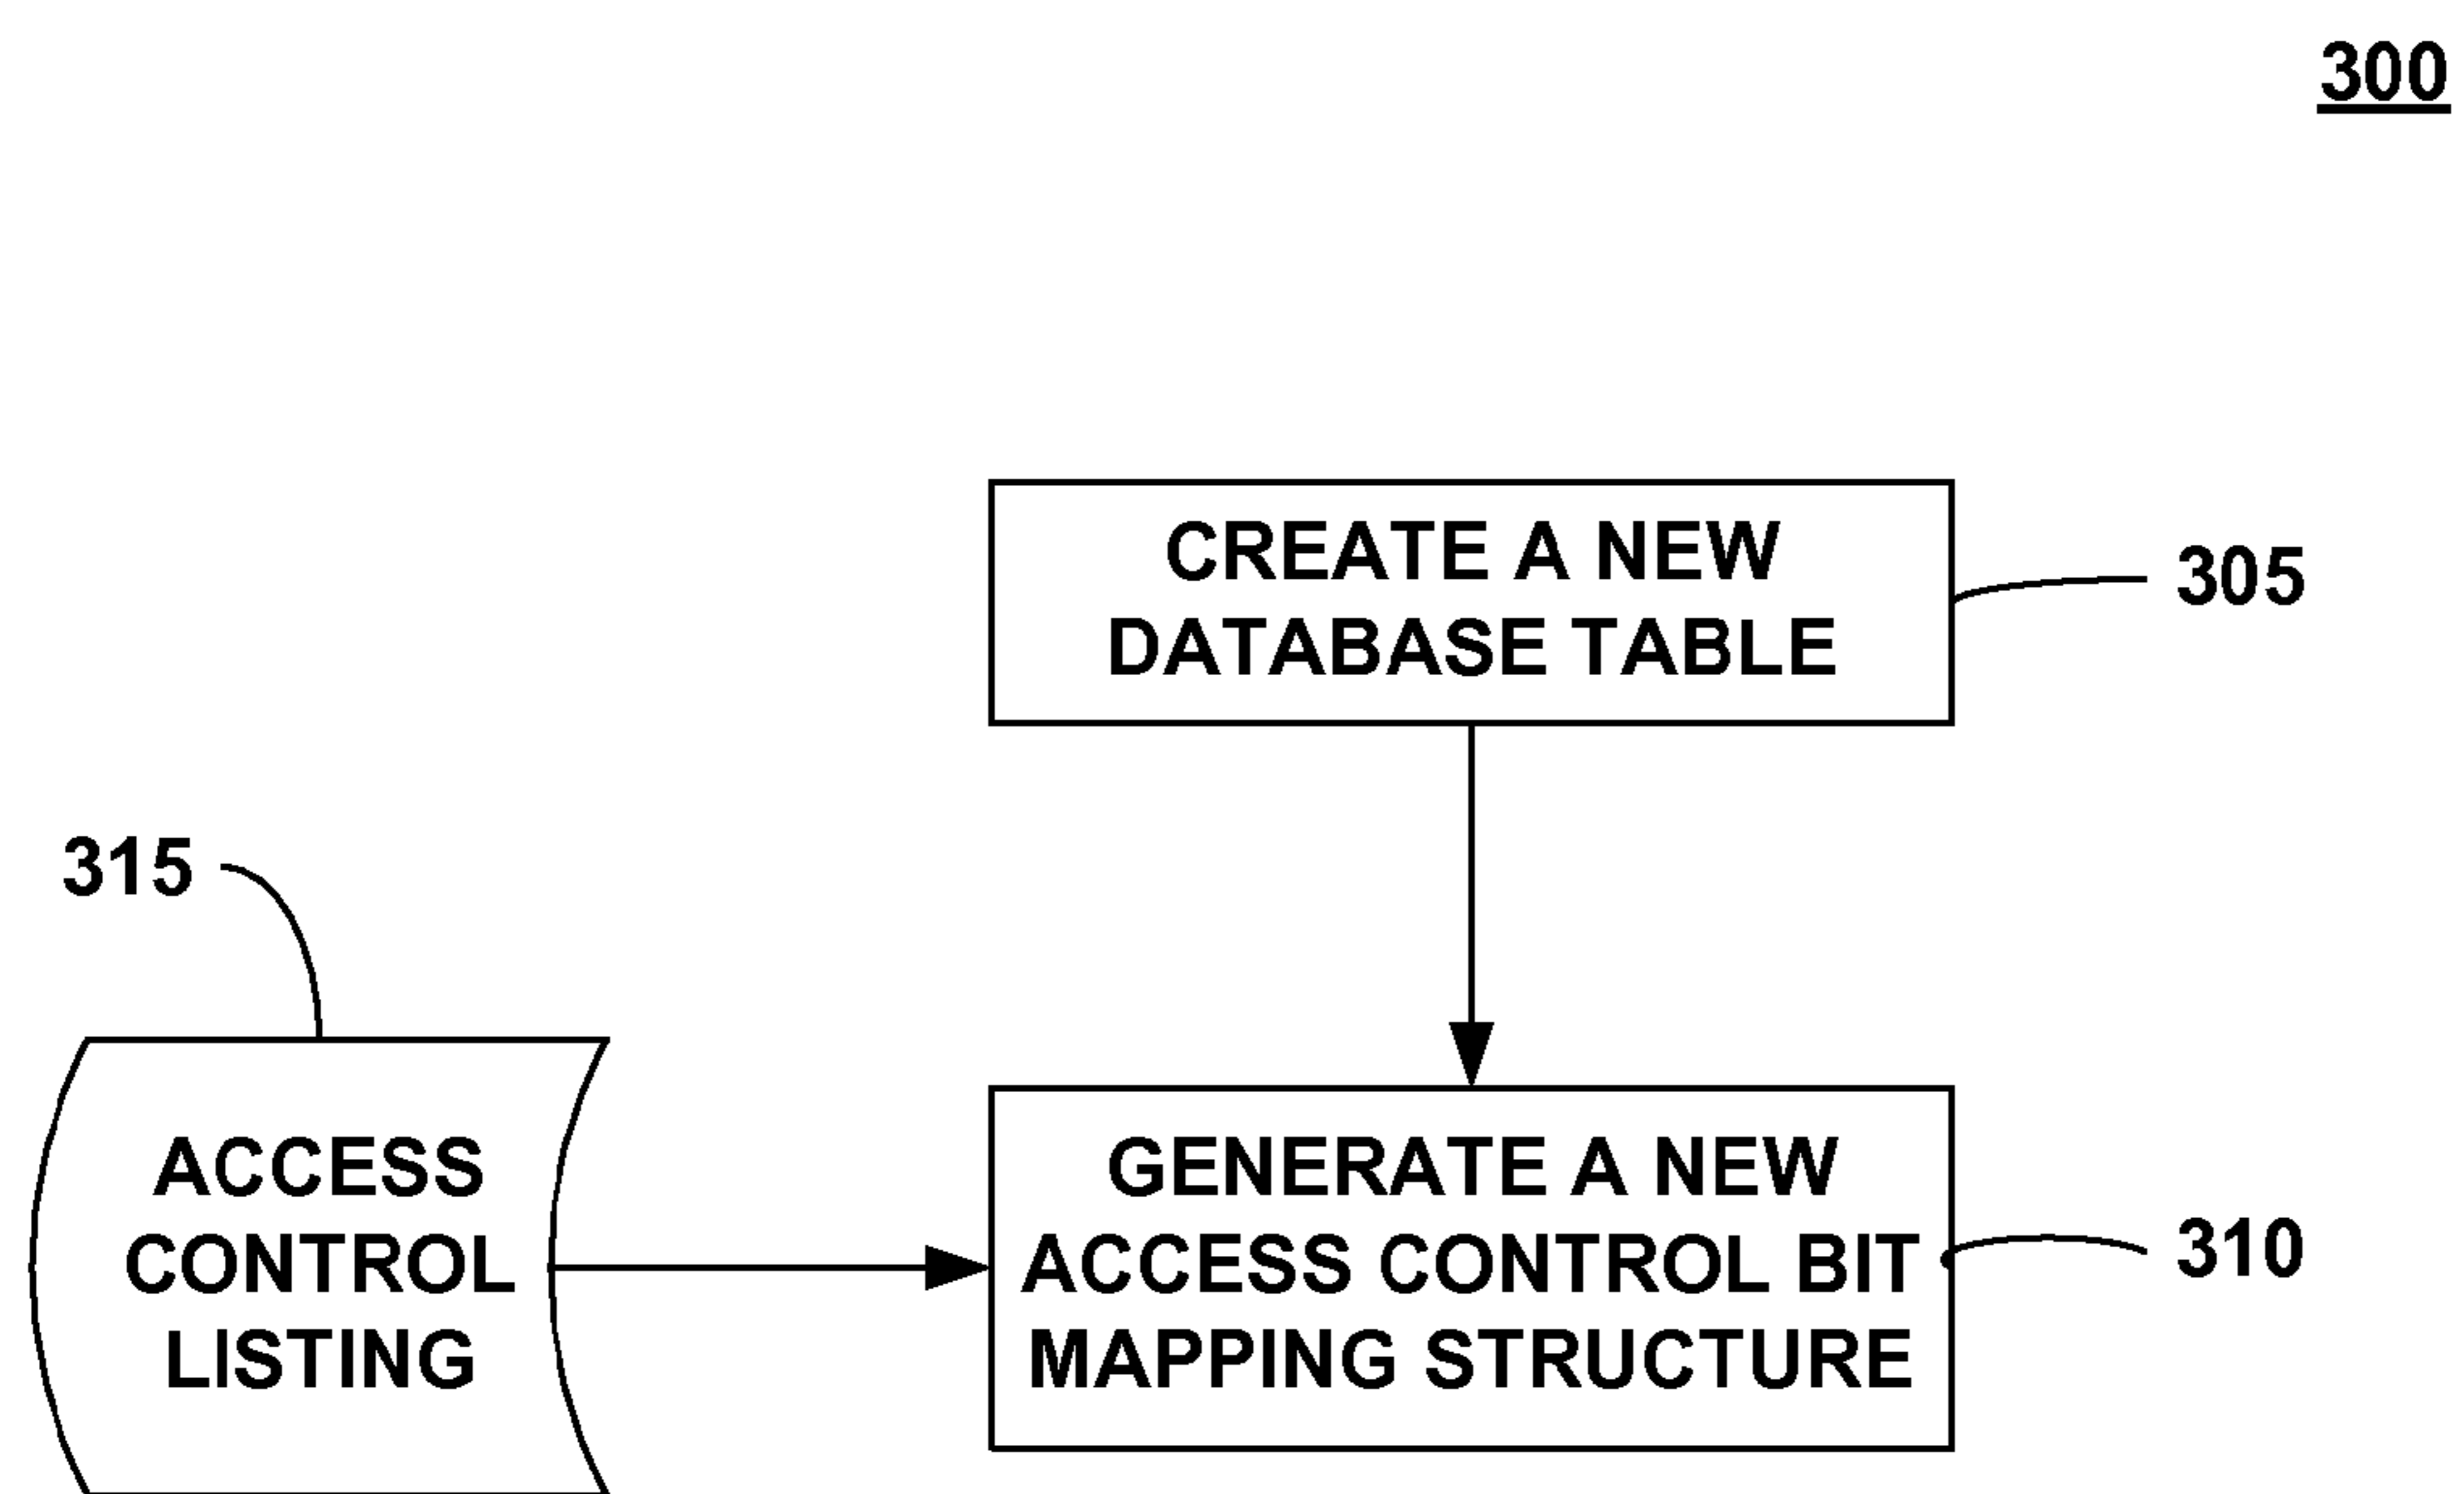 300
CREATE A NEW
DATABASE TABLE
305
315
ACCESS
CONTROL
LISTING
GENERATE A NEW
ACCESS CONTROL BIT
MAPPING STRUCTURE
310